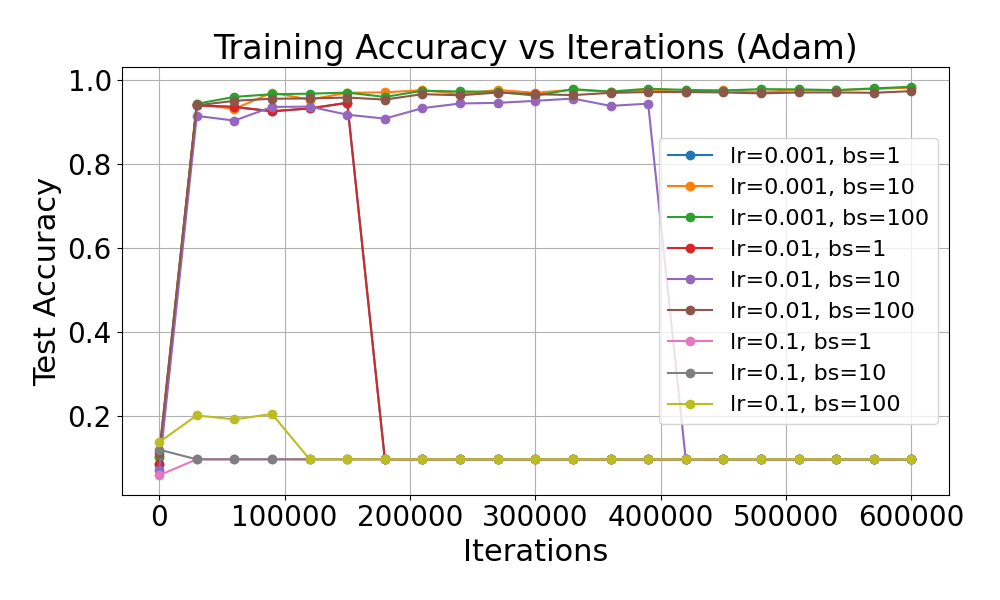 Training Accuracy vs Iterations (Adam)
Test Accuracy
1.0
0.8
0.6
0.4
0.2
lr=0.001, bs=1
lr=0.001, bs=10
lr=0.001, bs=100
lr=0.01, bs=1
lr=0.01, bs=10
lr=0.01, bs=100
lr=0.1, bs=1
lr=0.1, bs=10
lr=0.1, bs=100
0 100000 200000 300000 400000 500000 600000
Iterations